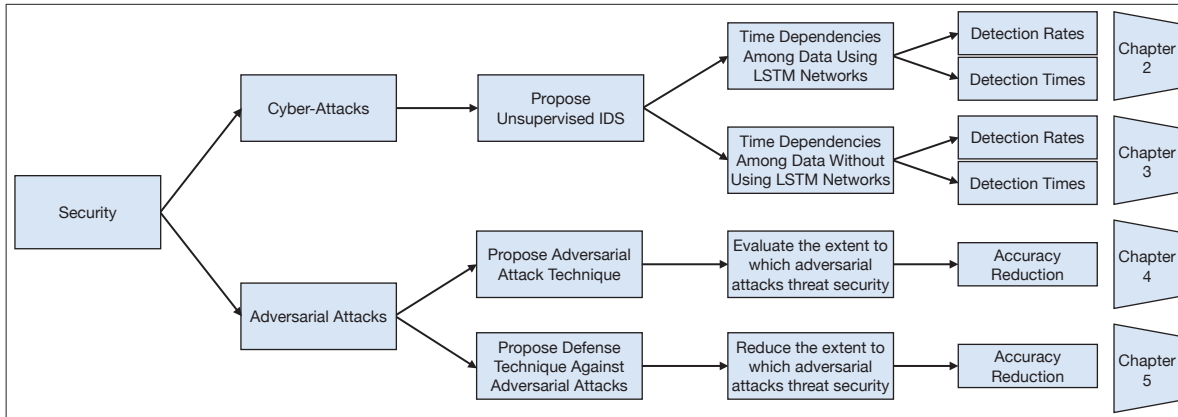 Security
Cyber-Attacks
Propose
Unsupervised IDS
Time Dependencies
Among Data Using
LSTM Networks
Detection Rates
Detection Times
Chapter
2
Time Dependencies
Among Data Without
Using LSTM Networks
Detection Rates
Detection Times
Chapter
3
Adversarial Attacks
Propose Adversarial
Attack Technique
Evaluate the extent to
which adversarial
attacks threat security
Accuracy
Reduction
Chapter
4
Propose Defense
Technique Against
Adversarial Attacks
Reduce the extent to
which adversarial
attacks threat security
Accuracy
Reduction
Chapter
5